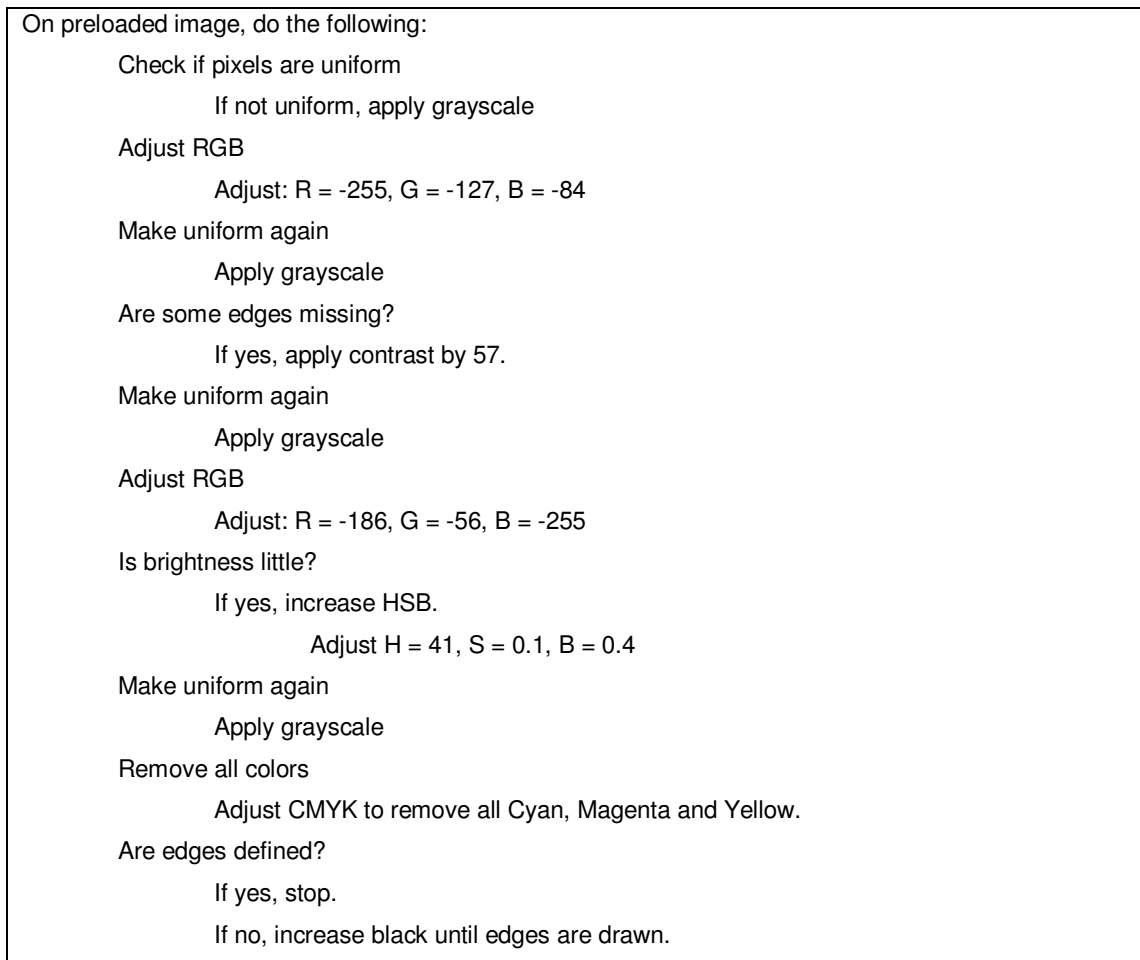 On preloaded image, do the following:
Check if pixels are uniform
If not uniform, apply grayscale
Adjust RGB
Adjust: R = -255, G = -127, B = -84
Make uniform again
Apply grayscale
Are some edges missing?
If yes, apply contrast by 57.
Make uniform again
Apply grayscale
Adjust RGB
Adjust: R = -186, G = -56, B = -255
Is brightness little?
If yes, increase HSB.
Adjust H = 41, S = 0.1, B = 0.4
Make uniform again
Apply grayscale
Remove all colors
Adjust CMYK to remove all Cyan, Magenta and Yellow.
Are edges defined?
If yes, stop.
If no, increase black until edges are drawn.